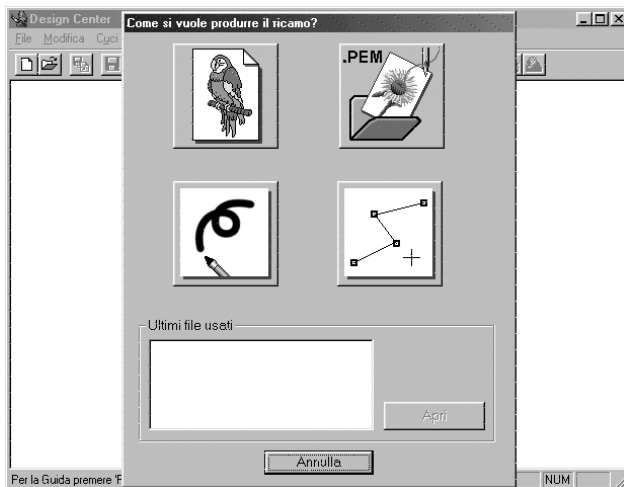 Design Center
Come si vuole produrre il ricamo?
File Modifica Cuci
.PEM
Ultimi file usati
Apri
Annulla
Per la Guida premere 'F
NUM